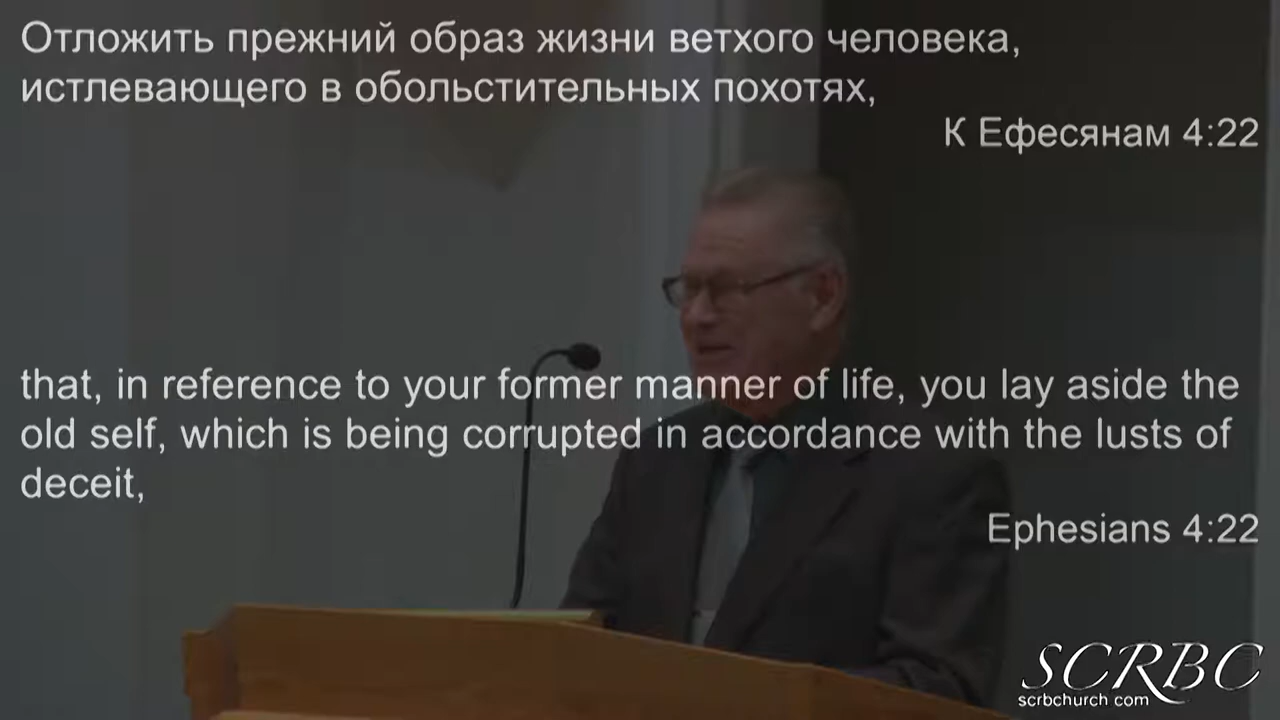 Отложить прежний образ жизни ветхого человека,
истлевающего в обольстительных похотях,
К Ефесянам 4:22
that, in reference to your former manner of life, you lay aside the
old self, which is being corrupted in accordance with the lusts of
deceit,
Ephesians 4:22
SCRBC
scrbchurch com